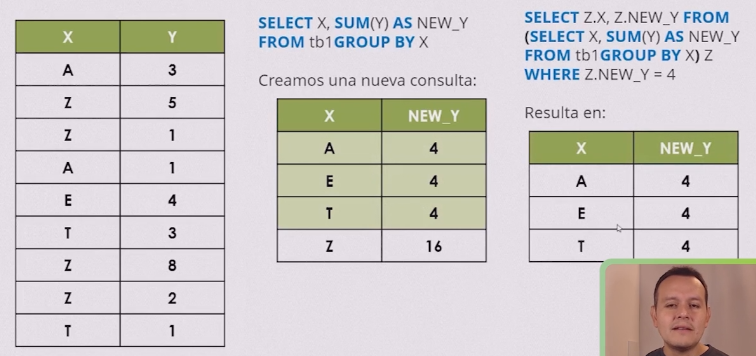 X Y
A 3
Z 5
Z 1
A 1
E 4
T 3
Z 8
Z 2
T 1
SELECT X, SUM(Y) AS NEW_Y
FROM tb1GROUP BY X
Creamos una nueva consulta:
X NEW_Y
A 4
E 4
T 4
Z 16
SELECT Z.X, Z.NEW_Y FROM
(SELECT X, SUM(Y) AS NEW_Y
FROM tb1GROUP BY X) Z
WHERE Z.NEW_Y = 4
Resulta en:
X NEW_Y
A 4
E 4
T 4